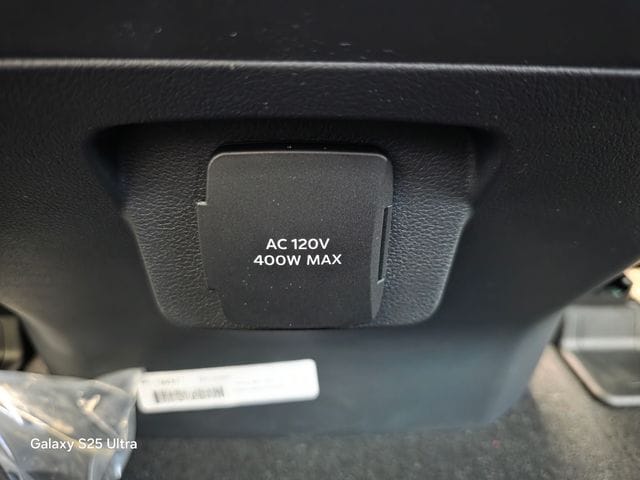 AC 120V
400W MAX
Galaxy S25 Ultra